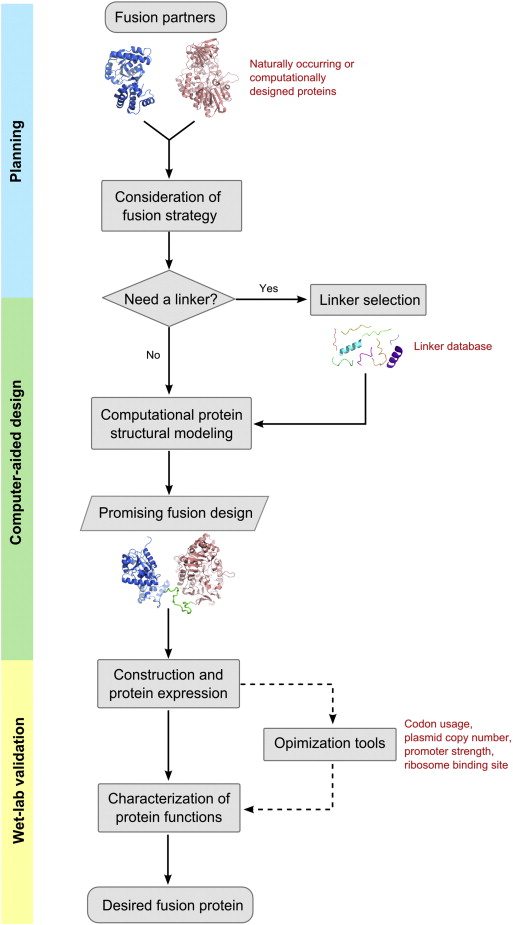 Fusion partners
Naturally occurring or
computationally
designed proteins
Planning
Consideration of
fusion strategy
Need a linker?
Yes
Linker selection
No
Linker database
Computer-aided design
Computational protein
structural modeling
Promising fusion design
Construction and
protein expression
Codon usage,
plasmid copy number,
promoter strength,
ribosome binding site
Opimization tools
Wet-lab validation
Characterization of
protein functions
Desired fusion protein